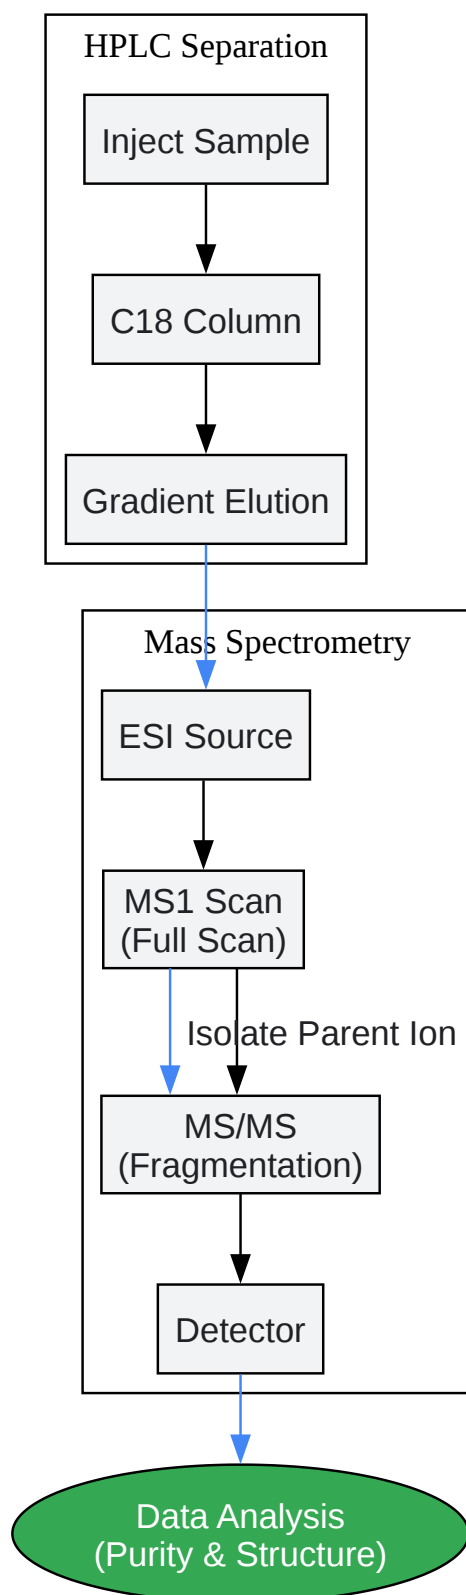 HPLC Separation
Inject Sample
C18 Column
Gradient Elution
Mass Spectrometry
ESI Source
MS1 Scan
(Full Scan)
Isolate Parent Ion
MS/MS
(Fragmentation)
Detector
Data Analysis
(Purity & Structure)